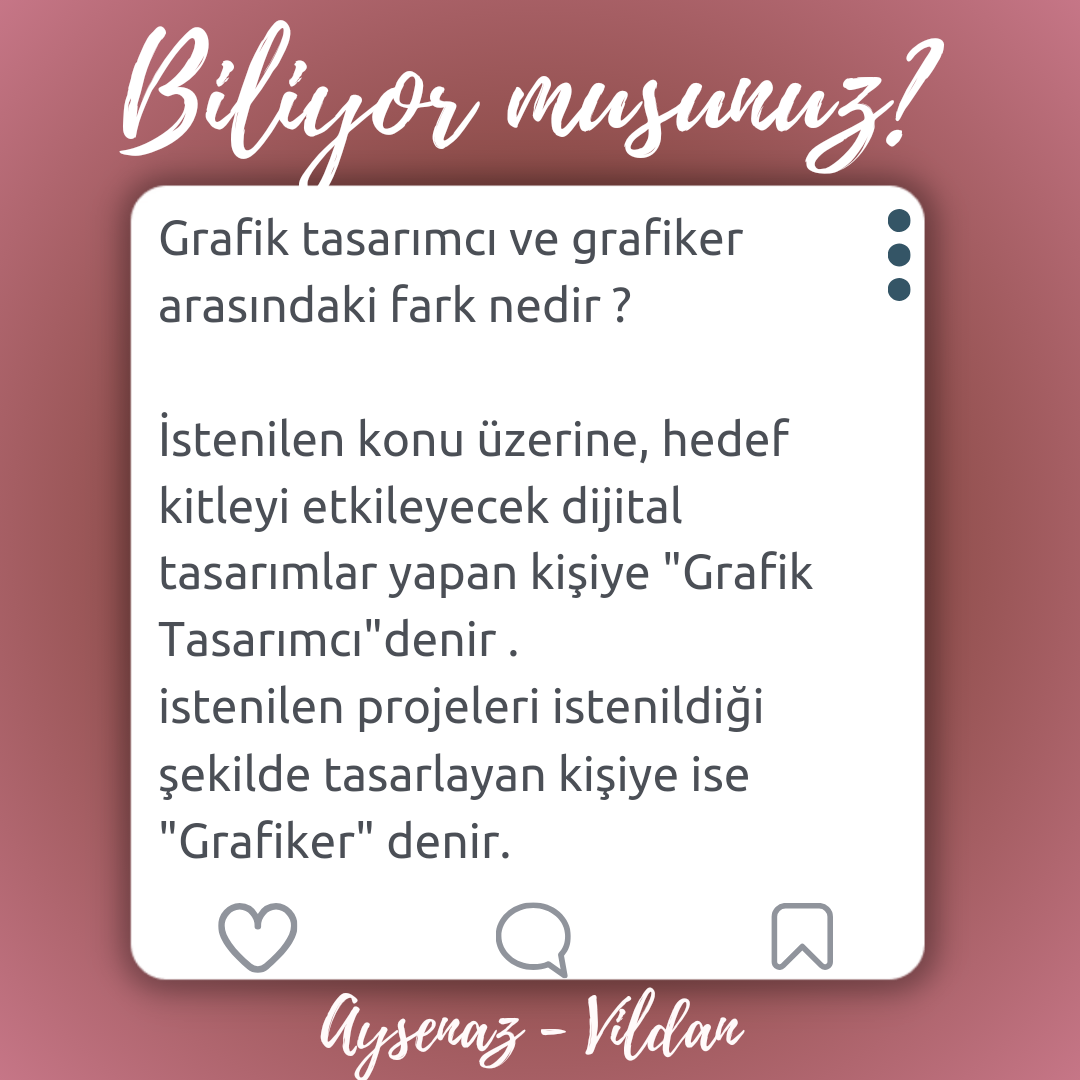 Biliyor musunuz?
Grafik tasarımcı ve grafiker
arasındaki fark nedir ?
İstenilen konu üzerine, hedef
kitleyi etkileyecek dijital
tasarımlar yapan kişiye "Grafik
Tasarımcı"denir .
istenilen projeleri istenildiği
şekilde tasarlayan kişiye ise
"Grafiker" denir.
Aysenaz - Vildan